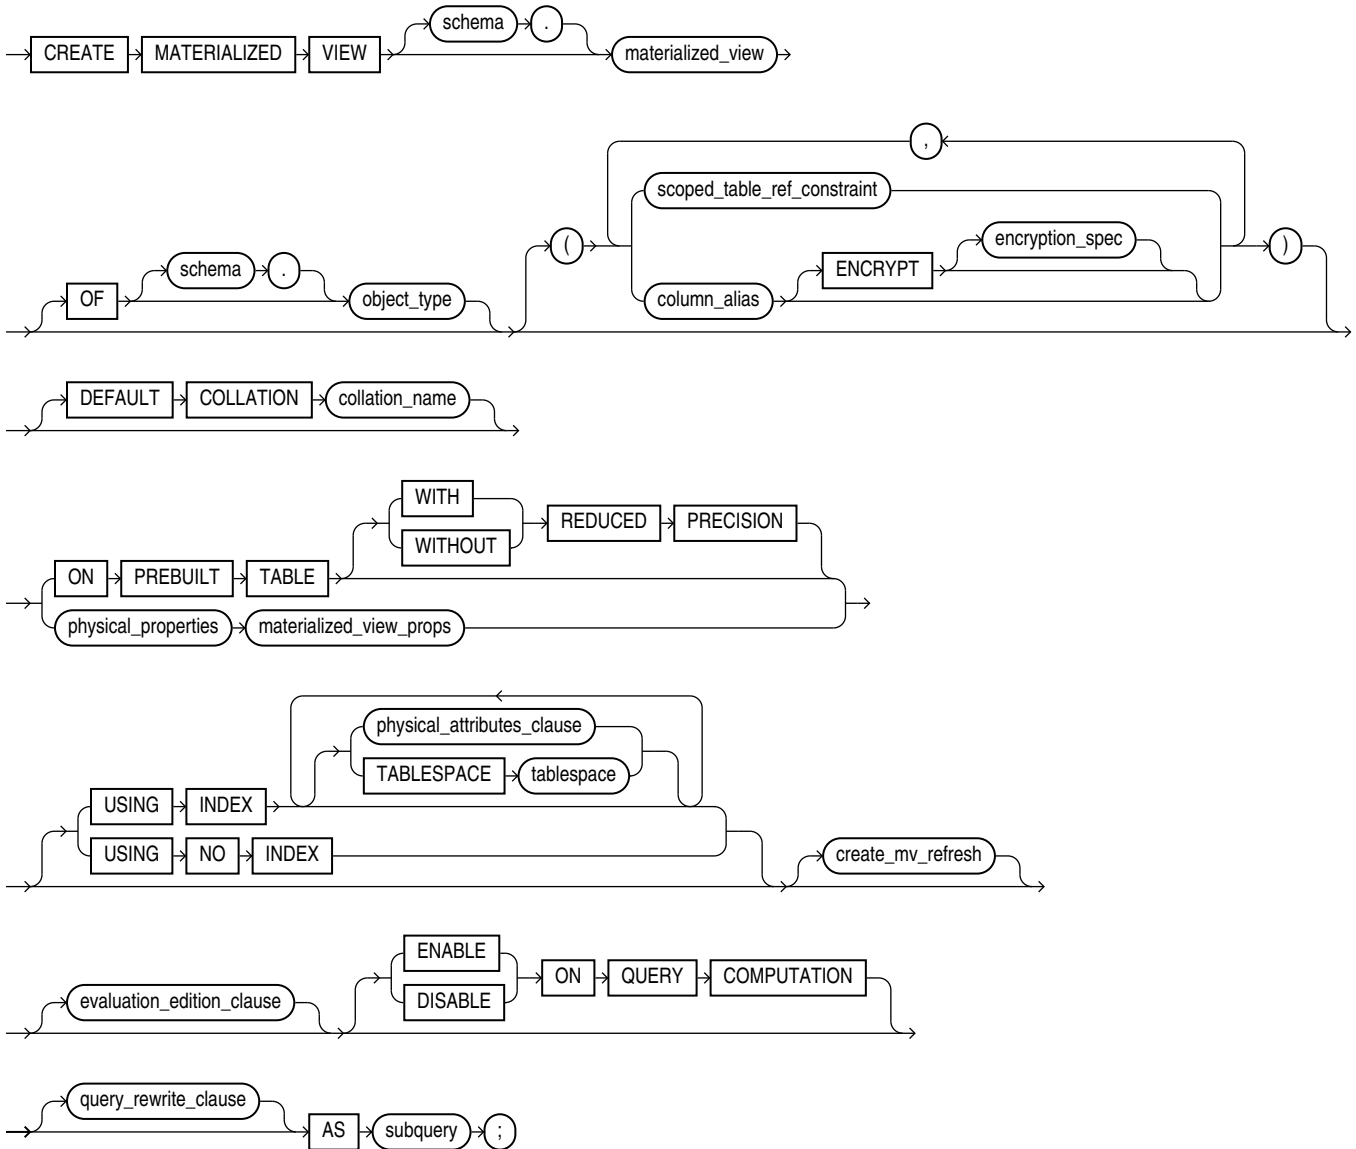 schema .
CREATE MATERIALIZED VIEW materialized_view
,
scoped_table_ref_constraint
schema . ( encryption_spec )
OF object_type column_alias ENCRYPT
DEFAULT COLLATION collation_name
WITH
REDUCED PRECISION
WITHOUT
ON PREBUILT TABLE
physical_properties materialized_view_props
physical_attributes_clause
TABLESPACE tablespace
USING INDEX
USING NO INDEX create_mv_refresh
ENABLE
evaluation_edition_clause ON QUERY COMPUTATION
DISABLE
query_rewrite_clause
AS subquery ;